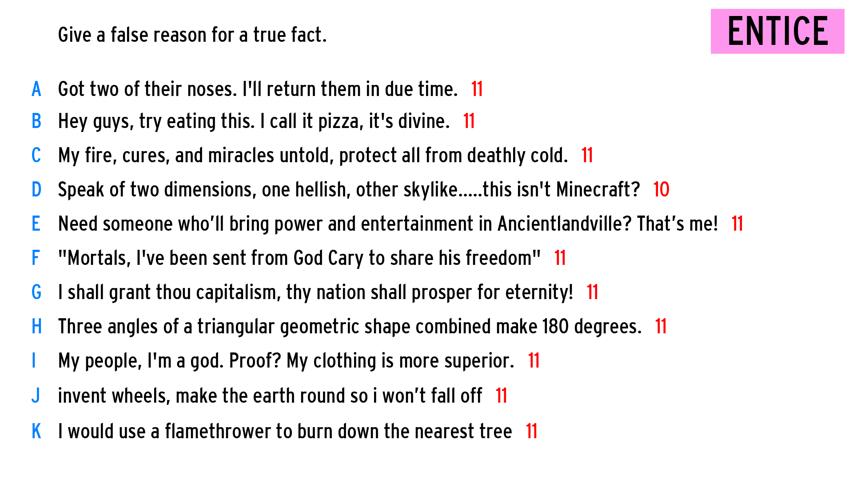 Give a false reason for a true fact.
ENTICE
A Got two of their noses. I'll return them in due time. 11
B Hey guys, try eating this. I call it pizza, it's divine. 11
C My fire, cures, and miracles untold, protect all from deathly cold. 11
D Speak of two dimensions, one hellish, other skylike.....this isn't Minecraft? 10
E Need someone who’ll bring power and entertainment in Ancientlandville? That’s me! 11
F "Mortals, I've been sent from God Cary to share his freedom" 11
G I shall grant thou capitalism, thy nation shall prosper for eternity! 11
H Three angles of a triangular geometric shape combined make 180 degrees. 11
I My people, I'm a god. Proof? My clothing is more superior. 11
J invent wheels, make the earth round so i won’t fall off 11
K I would use a flamethrower to burn down the nearest tree 11